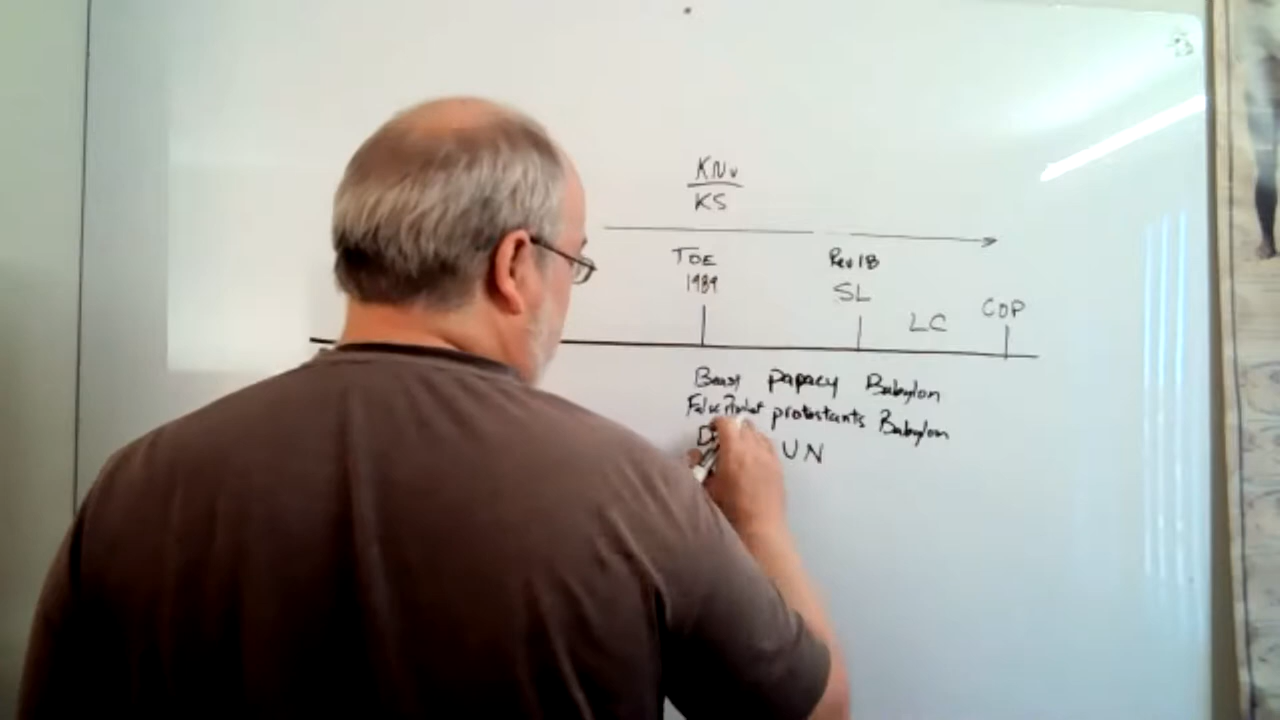 KNv
KS
TOE
1989
Rev 18
SL
LC
COP
Beast papacy Babylon
False Prophet protestants Babylon
UN